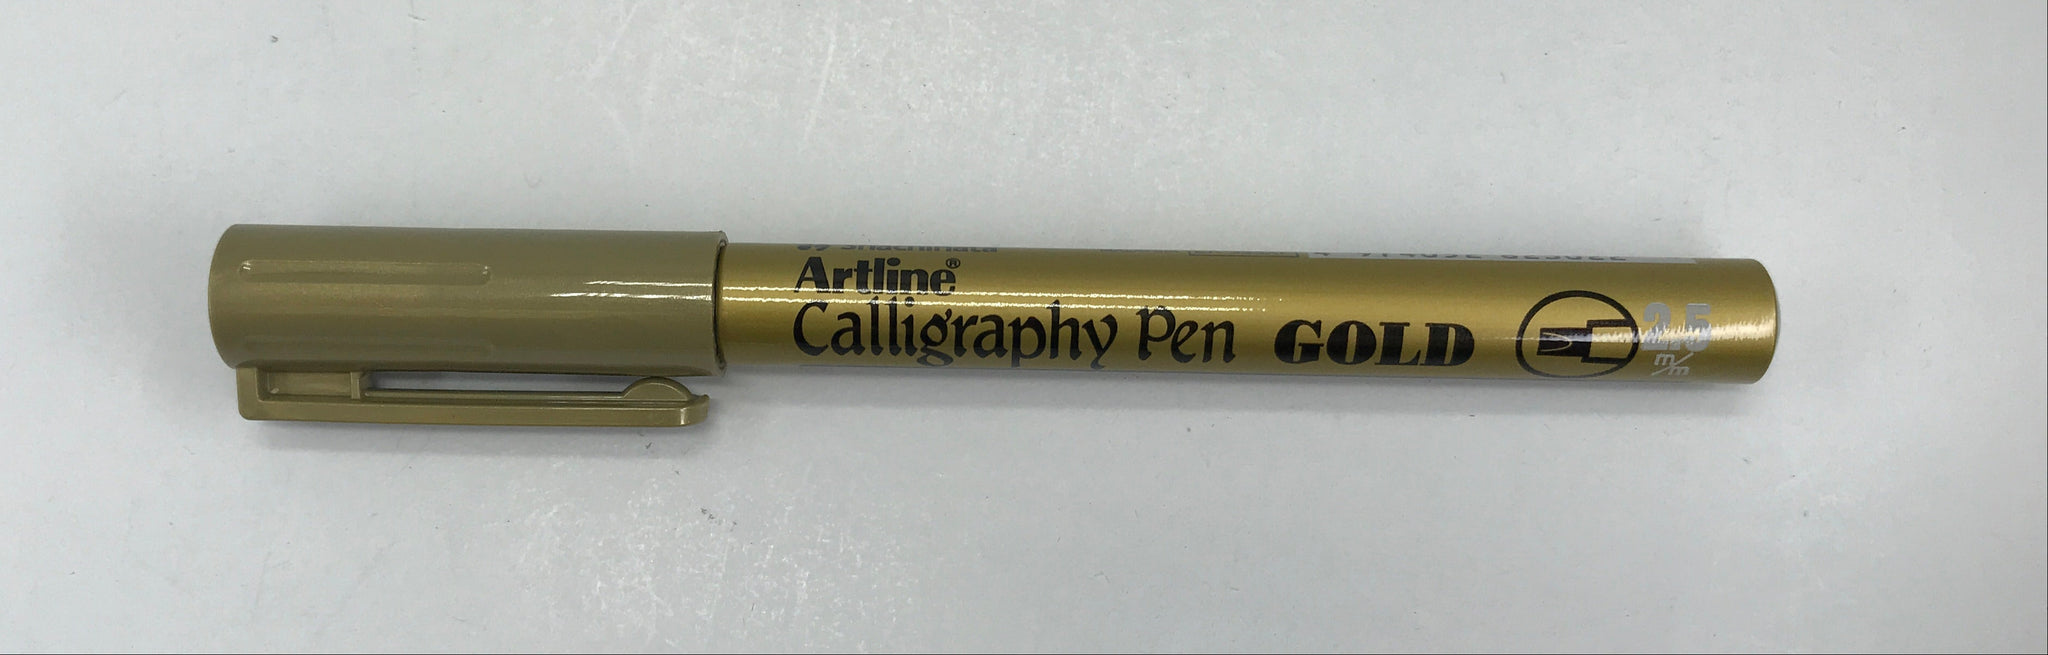 Artline®
Calligraphy Pen GOLD
2.5
m/m